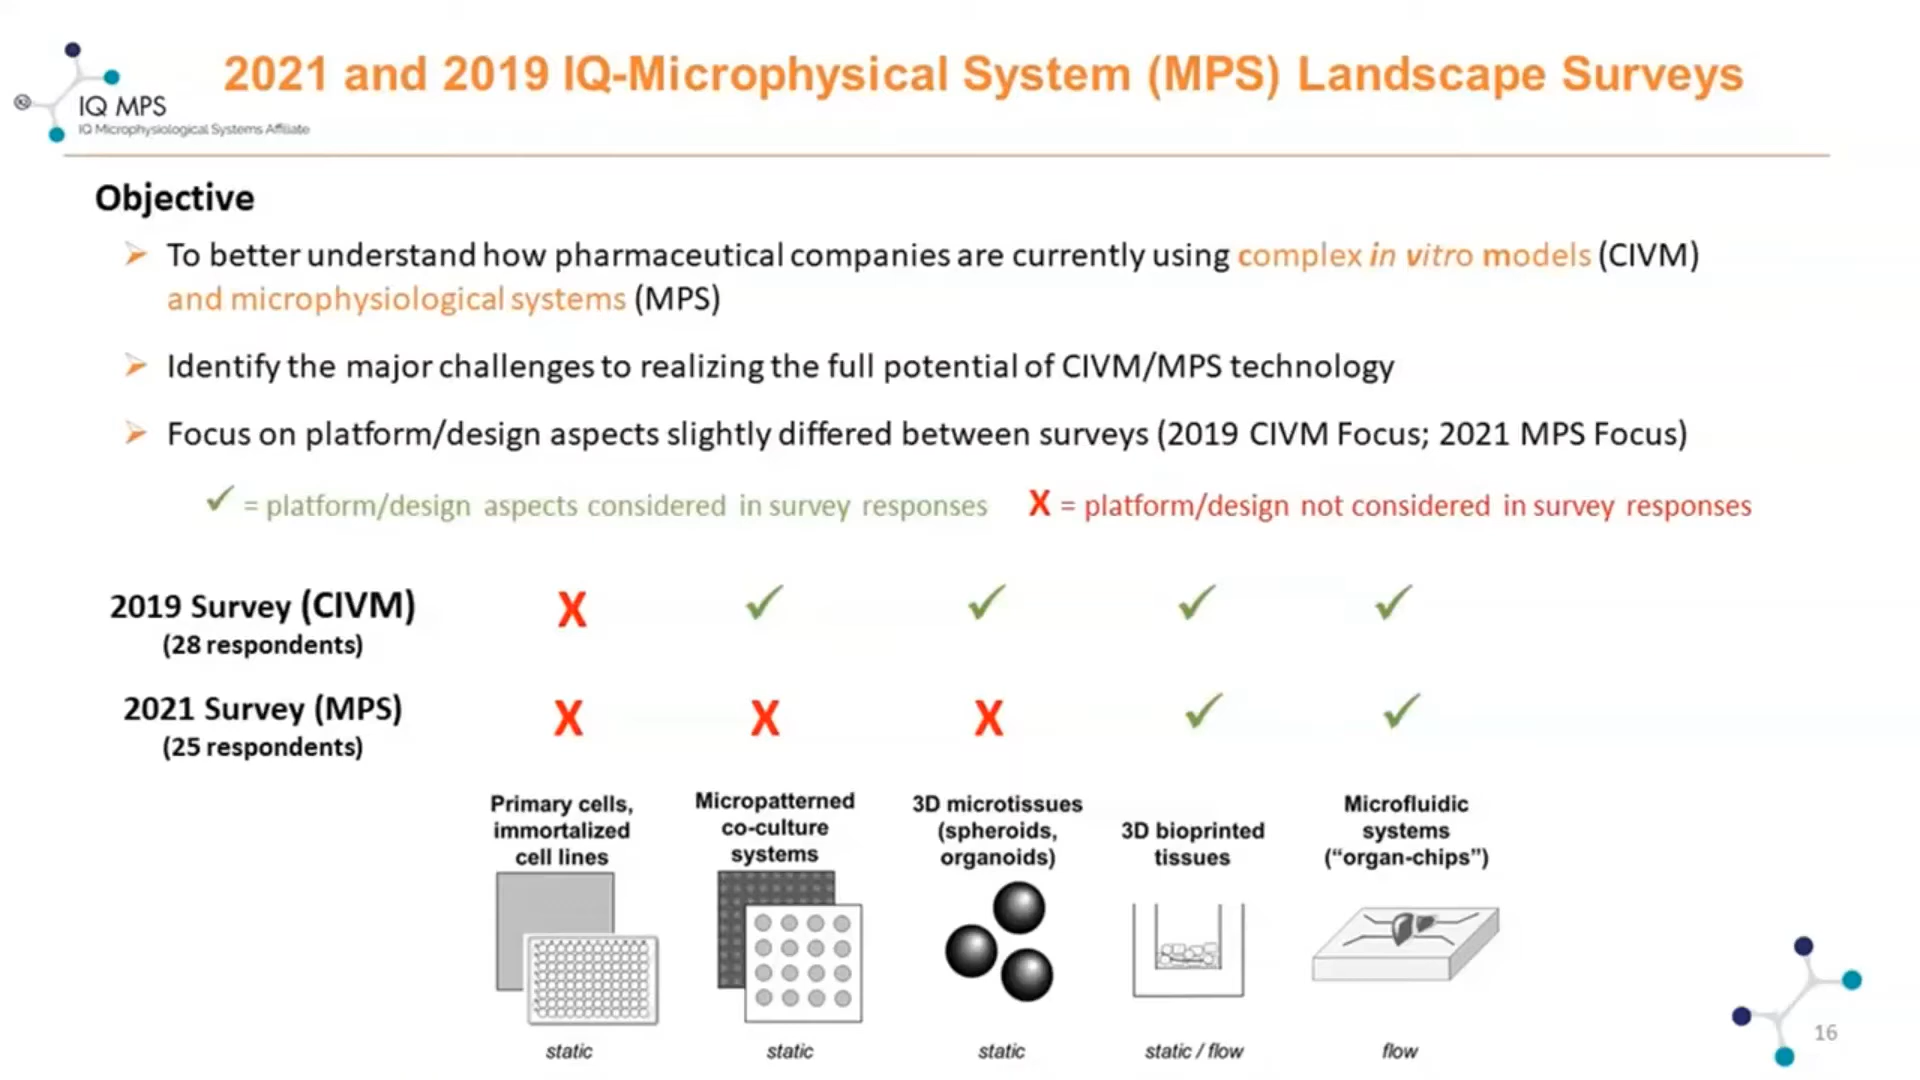 2021 and 2019 IQ-Microphysical System (MPS) Landscape Surveys
IQ MPS
IQ Microphysiological Systems Affiliate
Objective
To better understand how pharmaceutical companies are currently using complex in vitro models (CIVM)
and microphysiological systems (MPS)
Identify the major challenges to realizing the full potential of CIVM/MPS technology
Focus on platform/design aspects slightly differed between surveys (2019 CIVM Focus; 2021 MPS Focus)
✓ = platform/design aspects considered in survey responses X = platform/design not considered in survey responses
2019 Survey (CIVM) X ✓ ✓ ✓ ✓
(28 respondents)
2021 Survey (MPS) X X X ✓ ✓
(25 respondents)
Primary cells,
immortalized
cell lines
Micropatterned
co-culture
systems
3D microtissues
(spheroids,
organoids)
3D bioprinted
tissues
Microfluidic
systems
(“organ-chips”)
static
static
static
static / flow
flow
16